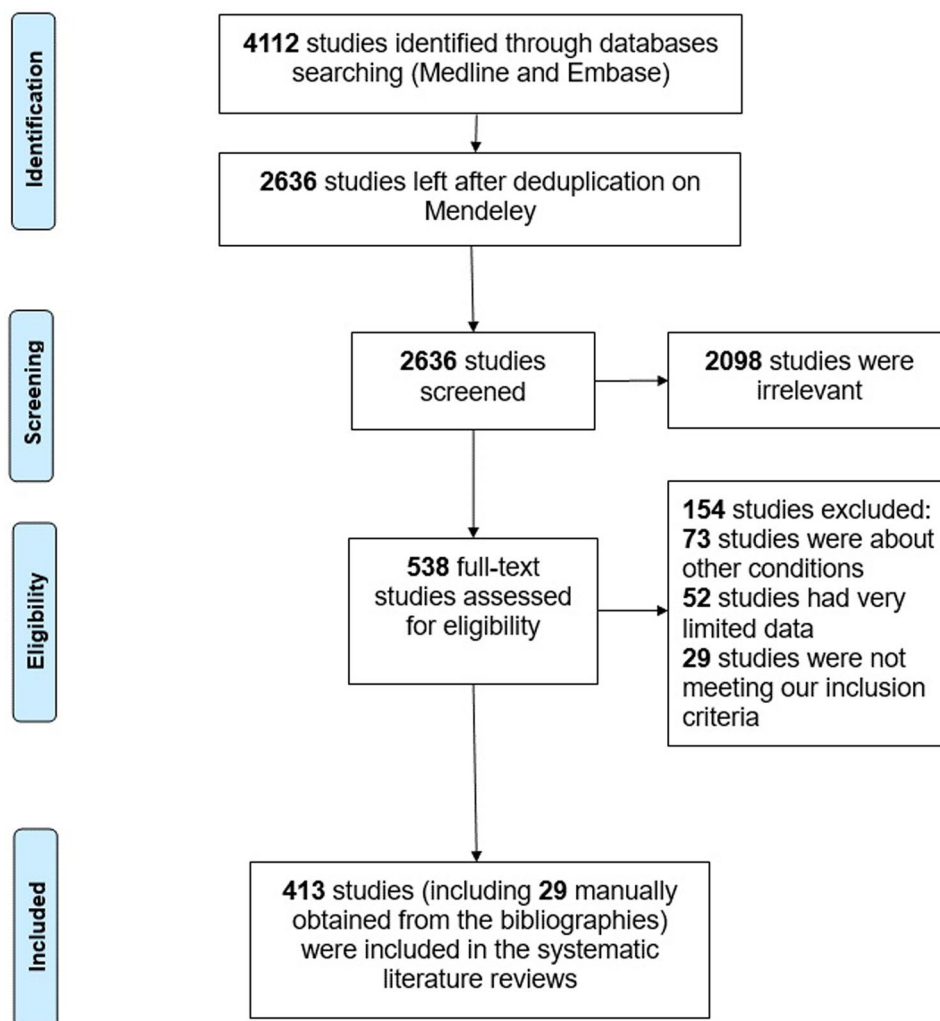 Identification
4112 studies identified through databases
searching (Medline and Embase)
2636 studies left after deduplication on
Mendeley
Screening
2636 studies
screened
2098 studies were
irrelevant
Eligibility
538 full-text
studies assessed
for eligibility
154 studies excluded:
73 studies were about
other conditions
52 studies had very
limited data
29 studies were not
meeting our inclusion
criteria
Included
413 studies (including 29 manually
obtained from the bibliographies)
were included in the systematic
literature reviews